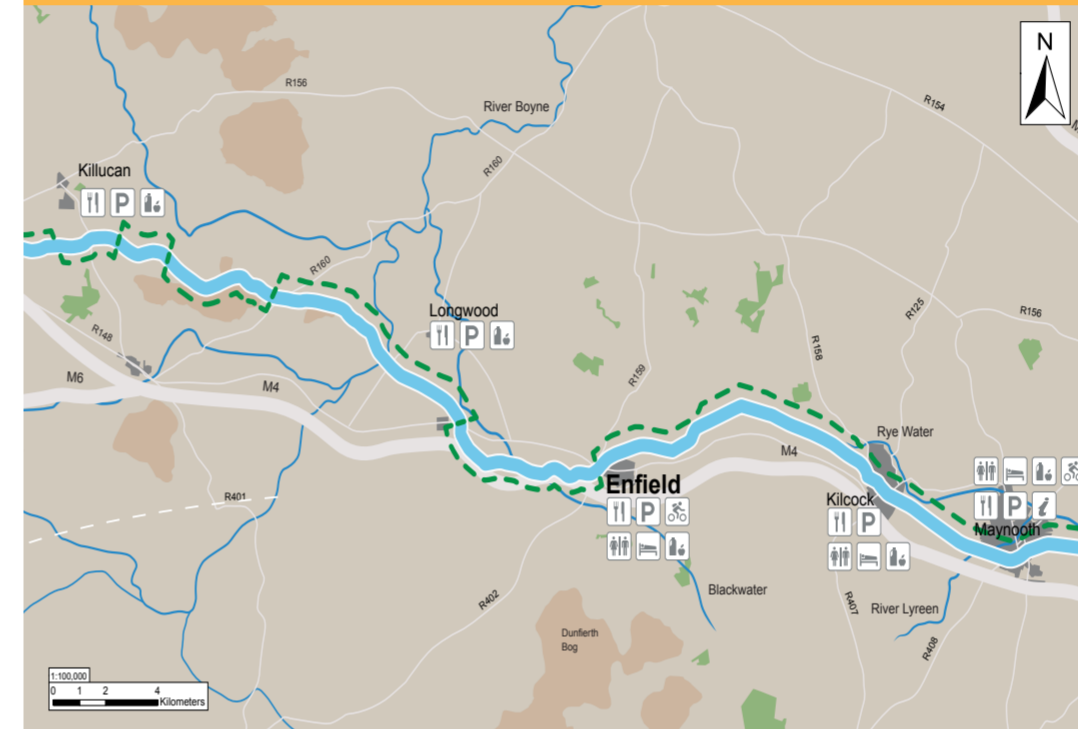 N
R156
R154
River Boyne
R160
Killucan
P
R160
Longwood
P
R125
R156
R148
R158
R159
M6
M4
M4
Rye Water
Enfield
P
Kilcock
P
P
i
Maynooth
R401
Blackwater
R402
R407
River Lyreen
R408
Dunfierth
Bog
1:100,000
0 1 2 4
Kilometers